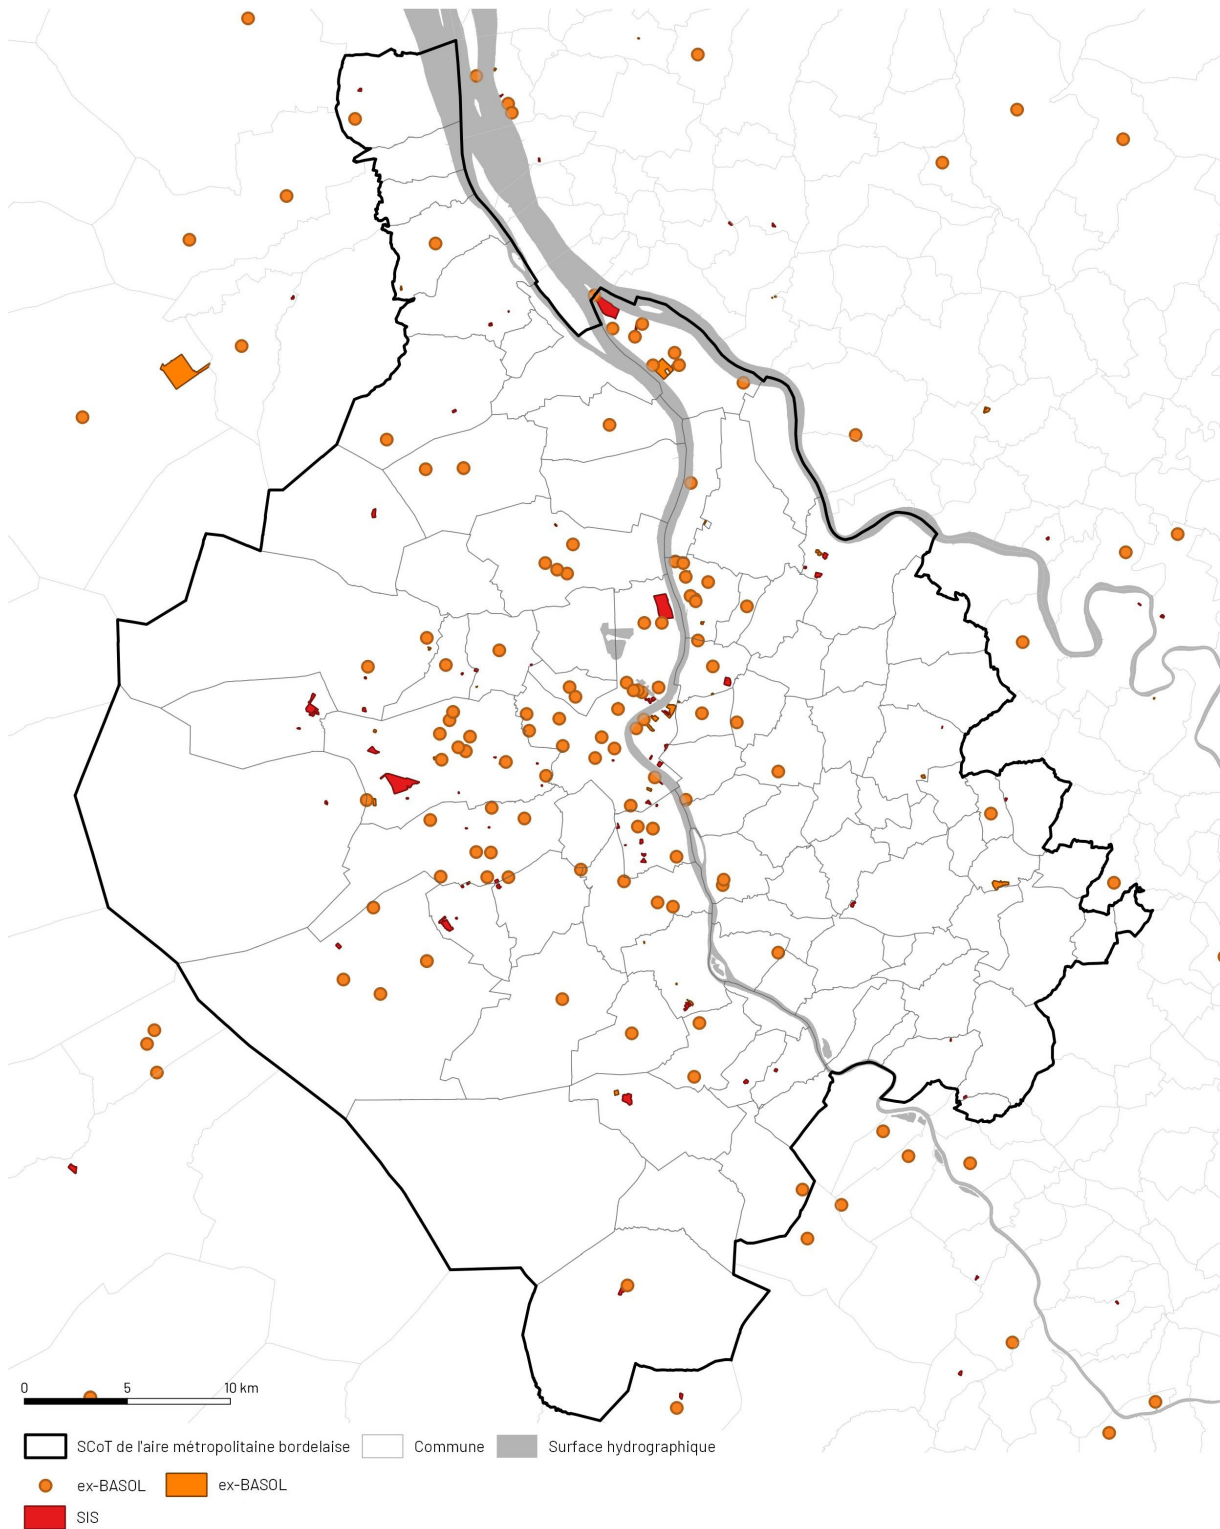 0 5 10 km
SCoT de l'aire métropolitaine bordelaise Commune Surface hydrographique
ex-BASOL ex-BASOL
SIS